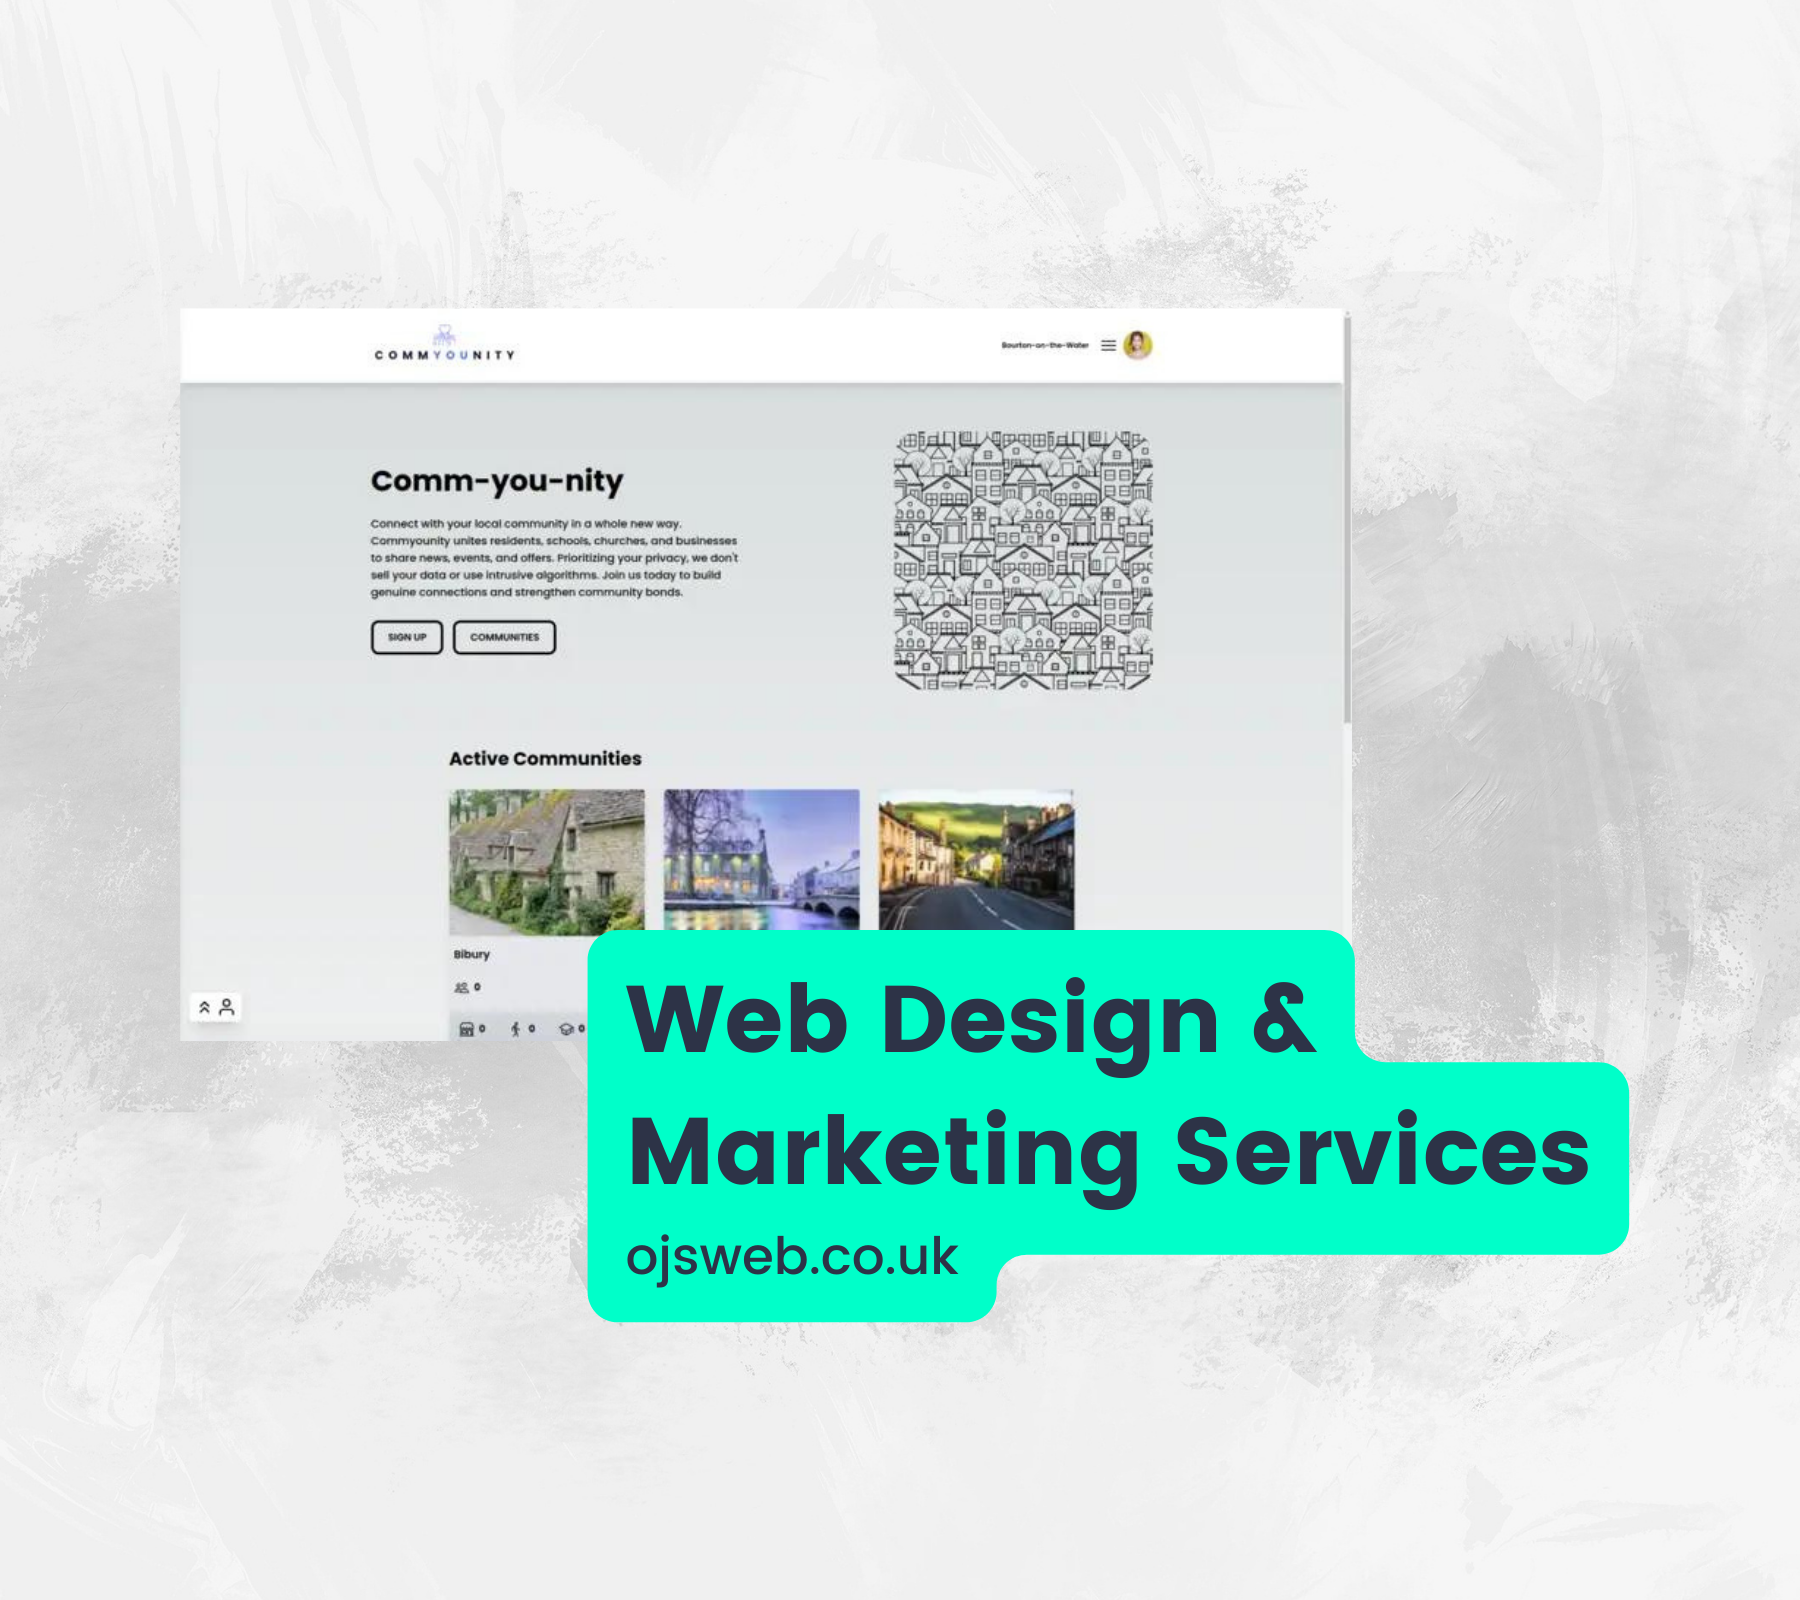 COMMYOUNITY
Bourton-on-the-Water
Comm-you-nity
Connect with your local community in a whole new way.
Commyounity unites residents, schools, churches, and businesses
to share news, events, and offers. Prioritizing your privacy, we don't
sell your data or use intrusive algorithms. Join us today to build
genuine connections and strengthen community bonds.
SIGN UP
COMMUNITIES
Active Communities
Bibury
0
0 0 0
Web Design &
Marketing Services
ojsweb.co.uk